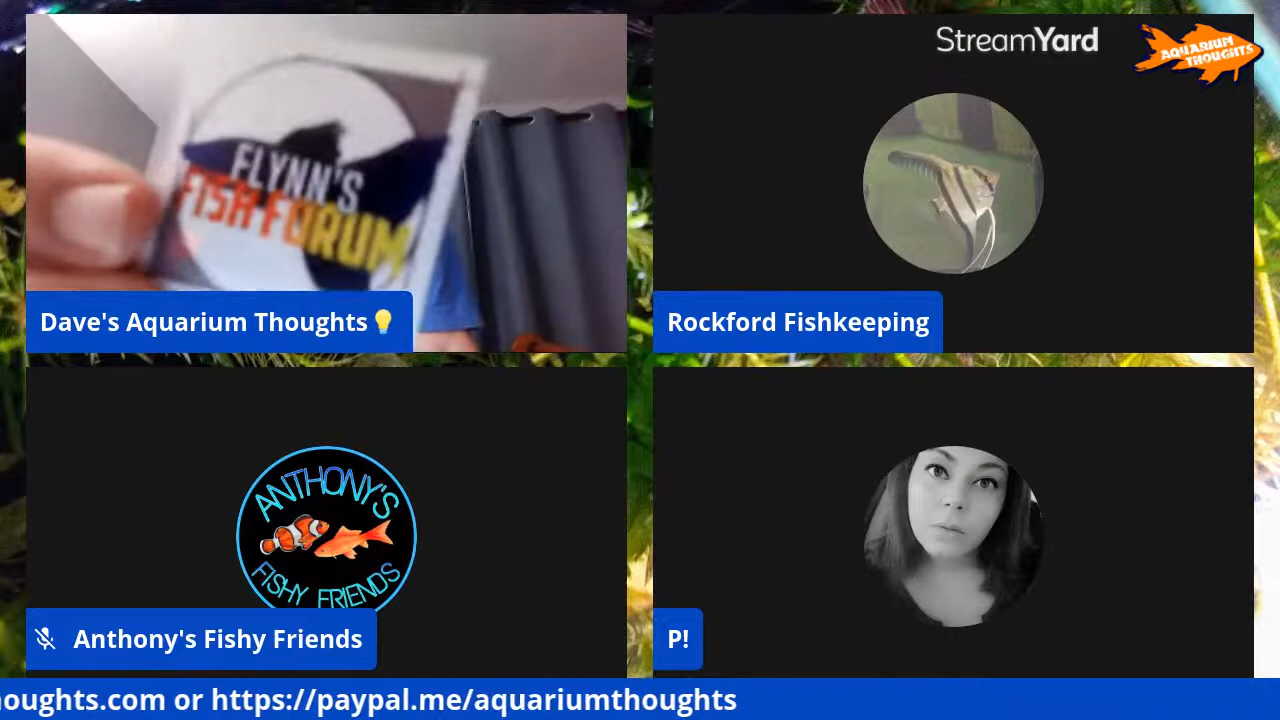 StreamYard
AQUARIUM
THOUGHTS
FLYNN'S
FISH FORUM
Dave's Aquarium Thoughts
Rockford Fishkeeping
ANTHONY'S
FISHY FRIENDS
Anthony's Fishy Friends
P!
oughts.com or https://paypal.me/aquariumthoughts